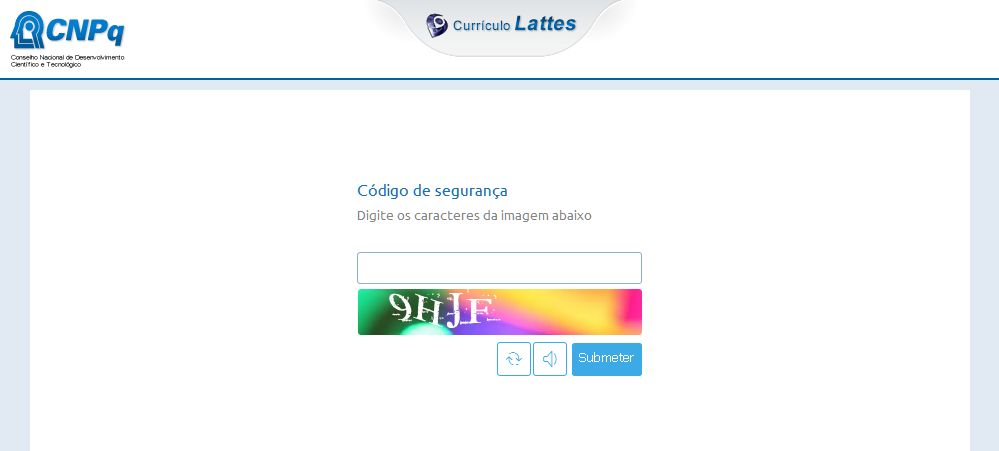 CNPq
Conselho Nacional de Desenvolvimento
Científico e Tecnológico
Currículo Lattes
Código de segurança
Digite os caracteres da imagem abaixo
9HJF
Submeter